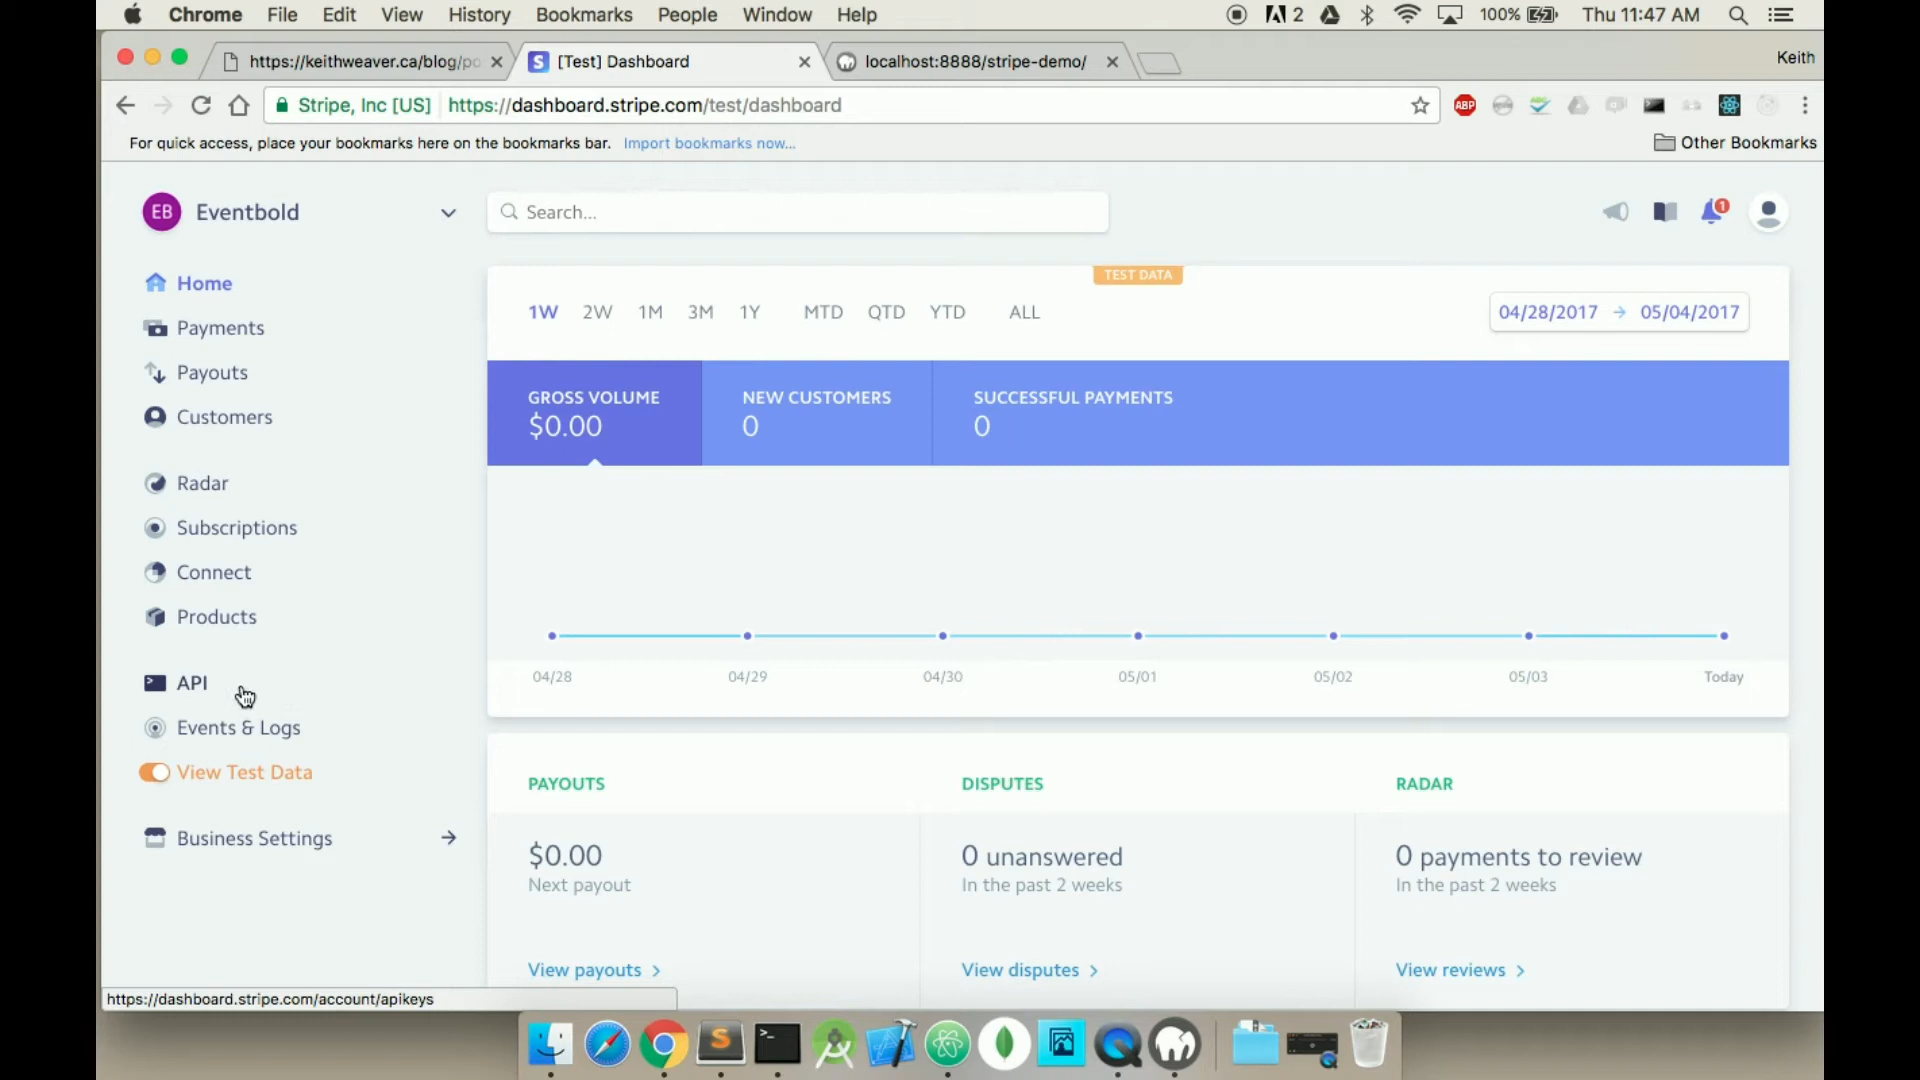 Chrome File Edit View History Bookmarks People Window Help 2 100% Thu 11:47 AM
https://keithweaver.ca/blog/po [Test] Dashboard localhost:8888/stripe-demo/ Keith
Stripe, Inc [US] https://dashboard.stripe.com/test/dashboard ABP
For quick access, place your bookmarks here on the bookmarks bar. Import bookmarks now... Other Bookmarks
EB Eventbold Search... 1
Home
Payments
Payouts
Customers
Radar
Subscriptions
Connect
Products
API
Events & Logs
View Test Data
Business Settings
TEST DATA
1W 2W 1M 3M 1Y MTD QTD YTD ALL 04/28/2017 → 05/04/2017
GROSS VOLUME NEW CUSTOMERS SUCCESSFUL PAYMENTS
$0.00 0 0
04/28 04/29 04/30 05/01 05/02 05/03 Today
PAYOUTS DISPUTES RADAR
$0.00 0 unanswered 0 payments to review
Next payout In the past 2 weeks In the past 2 weeks
View payouts View disputes View reviews
https://dashboard.stripe.com/account/apikeys